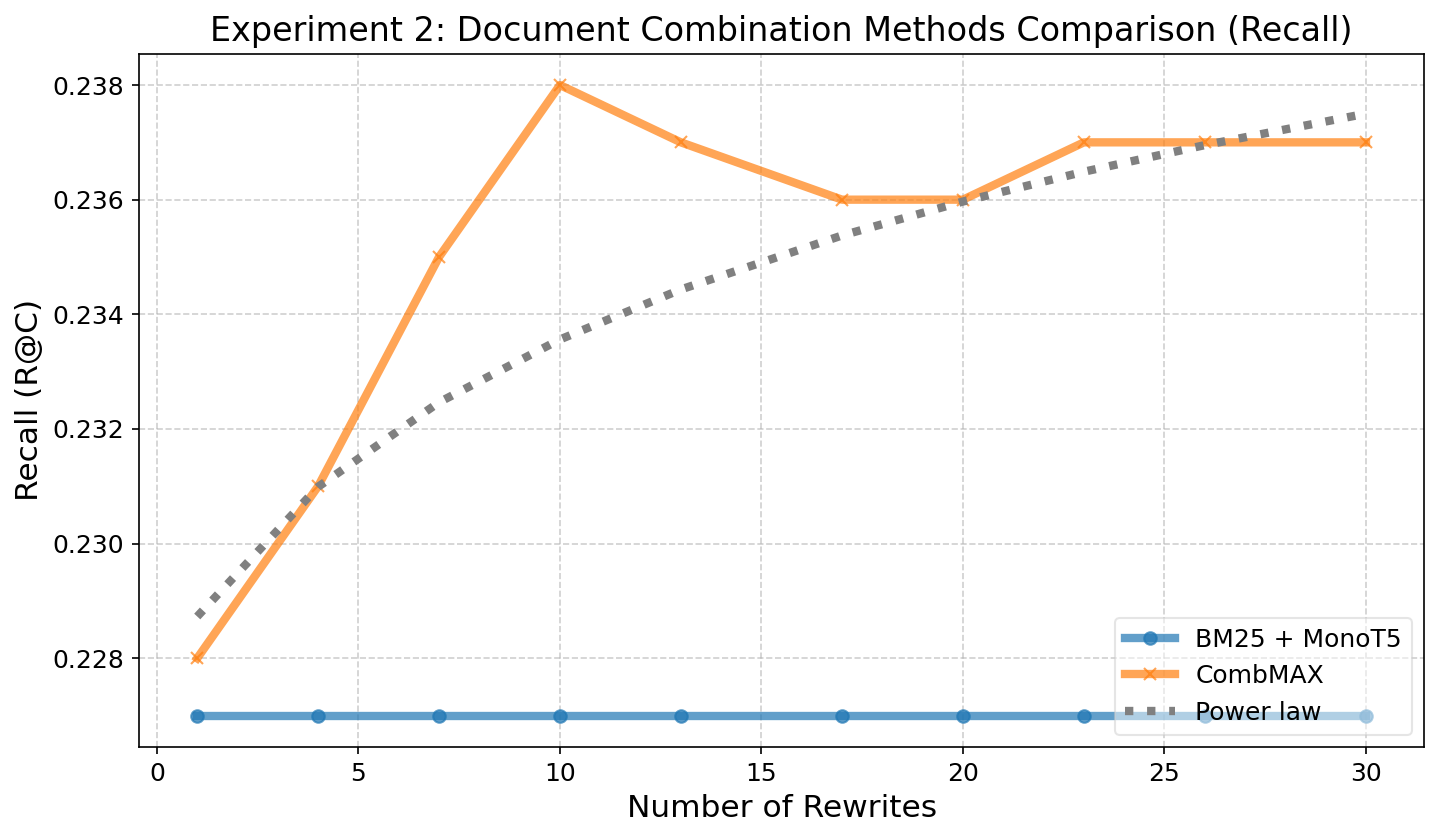 Experiment 2: Document Combination Methods Comparison (Recall)
0.238
0.236
0.234
0.232
0.230
0.228
Recall (R@C)
BM25 + MonoT5
CombMAX
Power law
0 5 10 15 20 25 30
Number of Rewrites